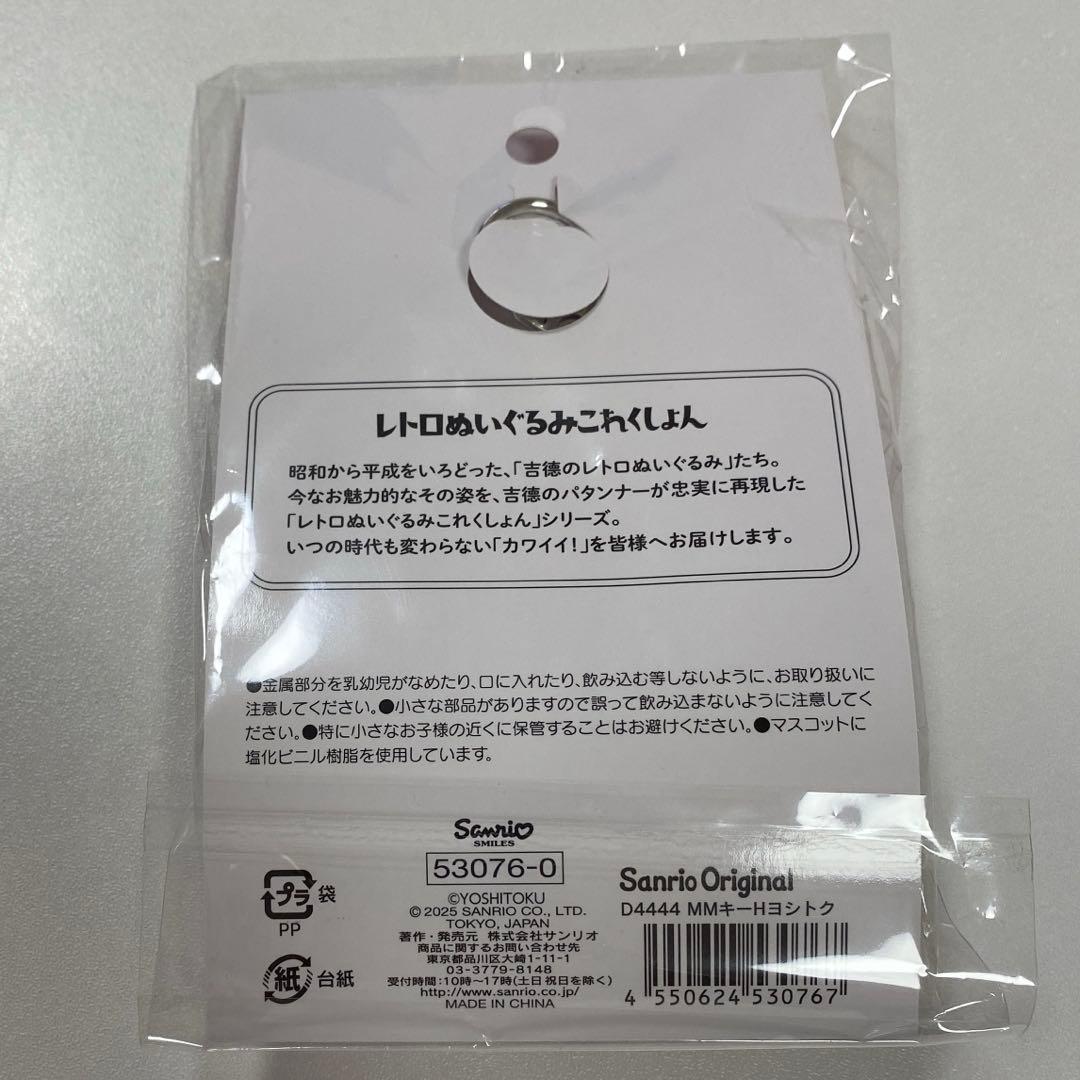 レトロぬいぐるみこれくしょん
昭和から平成をいろどった、「吉德のレトロぬいぐるみ」たち。
今なお魅力的なその姿を、吉德のパタンナーが忠実に再現した
「レトロぬいぐるみこれくしょん」シリーズ。
いつの時代も変わらない「カワイイ!」を皆様へお届けします。
●金属部分を乳幼児がなめたり、口に入れたり、飲み込む等しないように、お取り扱いに
注意してください。●小さな部品がありますので誤って飲み込まないように注意してく
ださい。●特に小さなお子様の近くに保管することはお避けください。●マスコットに
塩化ビニル樹脂を使用しています。
Sanrio
SMILES
53076-0
プラ 袋
PP
紙 台紙
©YOSHITOKU
© 2025 SANRIO CO., LTD.
TOKYO, JAPAN
著作・発売元 株式会社サンリオ
商品に関するお問い合わせ先
東京都品川区大崎1-11-1
03-3779-8148
受付時間:10時〜17時(土日祝日を除く)
http://www.sanrio.co.jp/
MADE IN CHINA
Sanrio Original
D4444 MMキーHヨシトク
4 550624 530767